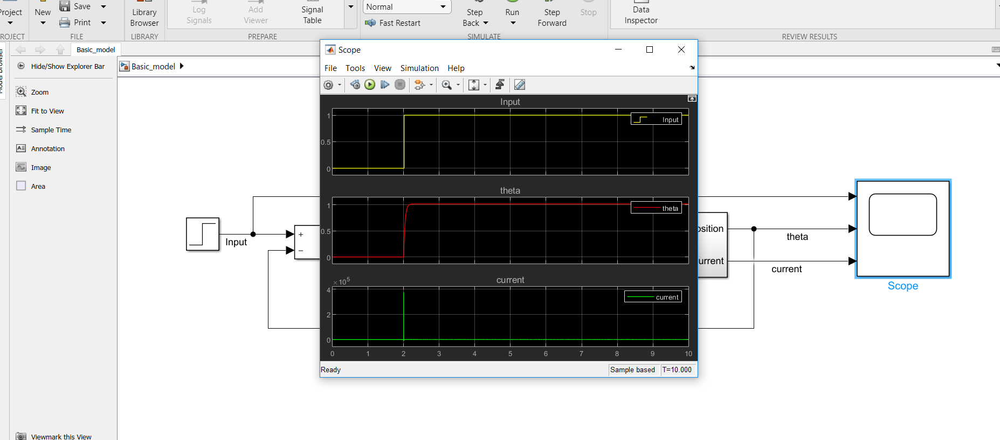 Project
New
Save
Print
Library
Browser
Log
Signals
Add
Viewer
Signal
Table
Normal
Fast Restart
Step
Back
Run
Step
Forward
Stop
Data
Inspector
ROJECT
FILE
LIBRARY
PREPARE
SIMULATE
REVIEW RESULTS
Basic_model
Hide/Show Explorer Bar
Basic_model
Zoom
Fit to View
Sample Time
Annotation
Image
Area
Viewmark this View
Scope
File Tools View Simulation Help
Input
1
0.5
0
Input
theta
1
0.5
0
theta
current
×10⁵
4
2
0
current
0 1 2 3 4 5 6 7 8 9 10
Ready
Sample based
T=10.000
Input
+
−
osition
urrent
theta
current
Scope